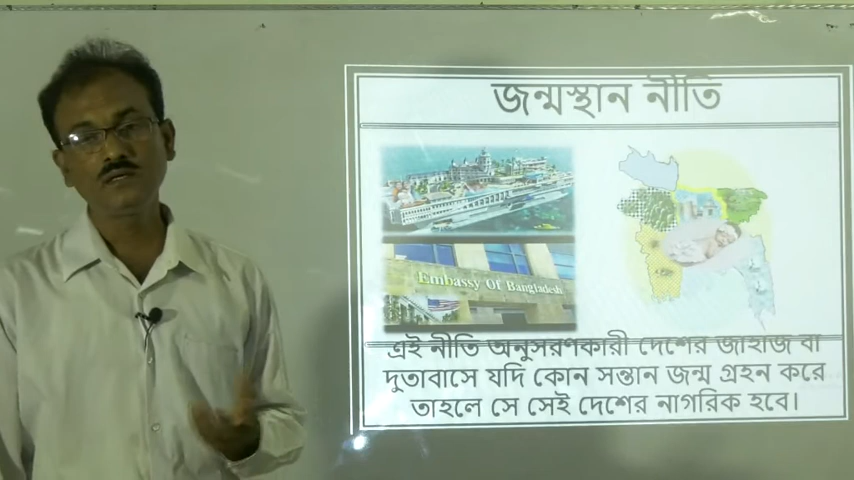 জন্মস্থান নীতি
Embassy Of Bangladesh
এই নীতি অনুসরণকারী দেশের জাহাজ বা
দুতাবাসে যদি কোন সন্তান জন্ম গ্রহন করে
তাহলে সে সেই দেশের নাগরিক হবে।